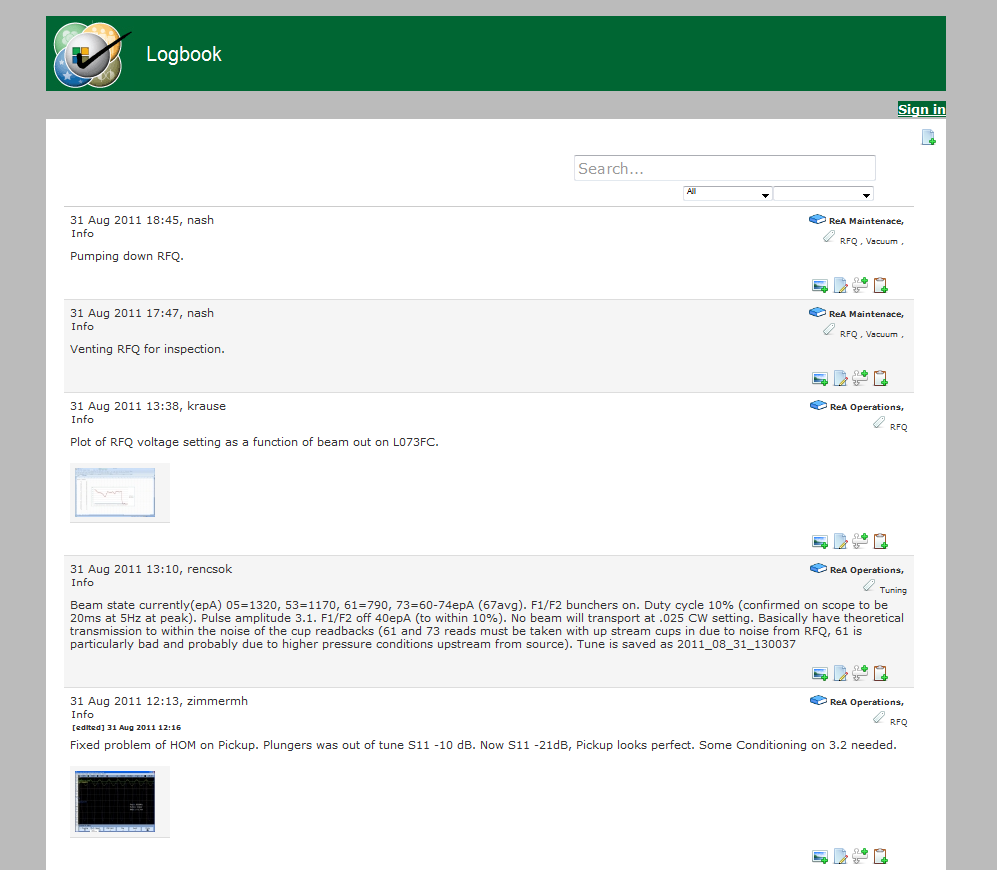 Logbook
Sign in
Search...
All
31 Aug 2011 18:45, nash
ReA Maintenace,
Info
RFQ , Vacuum ,
Pumping down RFQ.
31 Aug 2011 17:47, nash
ReA Maintenace,
Info
RFQ , Vacuum ,
Venting RFQ for inspection.
31 Aug 2011 13:38, krause
ReA Operations,
Info
RFQ
Plot of RFQ voltage setting as a function of beam out on L073FC.
31 Aug 2011 13:10, rencsok
ReA Operations,
Info
Tuning
Beam state currently(epA) 05=1320, 53=1170, 61=790, 73=60-74epA (67avg). F1/F2 bunchers on. Duty cycle 10% (confirmed on scope to be
20ms at 5Hz at peak). Pulse amplitude 3.1. F1/F2 off 40epA (to within 10%). No beam will transport at .025 CW setting. Basically have theoretical
transmission to within the noise of the cup readbacks (61 and 73 reads must be taken with up stream cups in due to noise from RFQ, 61 is
particularly bad and probably due to higher pressure conditions upstream from source). Tune is saved as 2011_08_31_130037
31 Aug 2011 12:13, zimmermh
ReA Operations,
Info
RFQ
[edited] 31 Aug 2011 12:16
Fixed problem of HOM on Pickup. Plungers was out of tune S11 -10 dB. Now S11 -21dB, Pickup looks perfect. Some Conditioning on 3.2 needed.